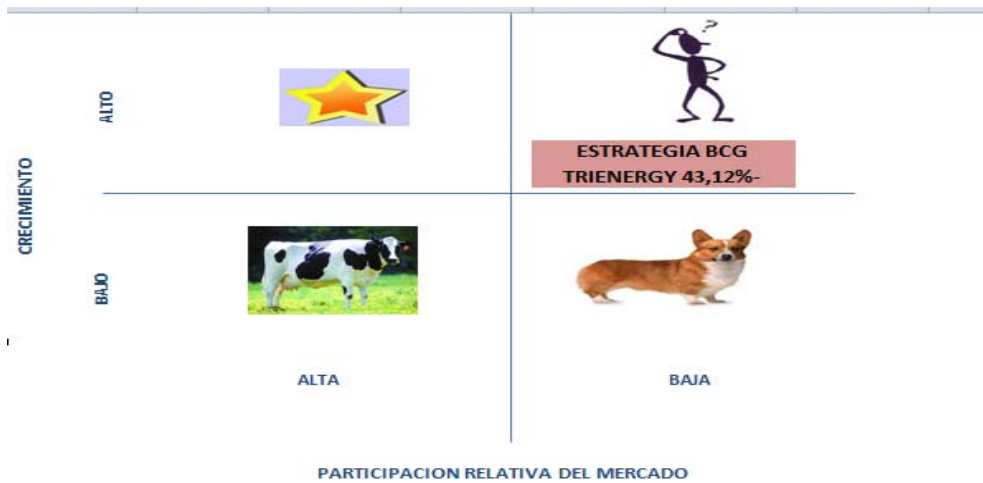 ?
ALTO
ESTRATEGIA BCG
TRIENERGY 43,12%-
CRECIMIENTO
BAJO
ALTA
BAJA
PARTICIPACION RELATIVA DEL MERCADO